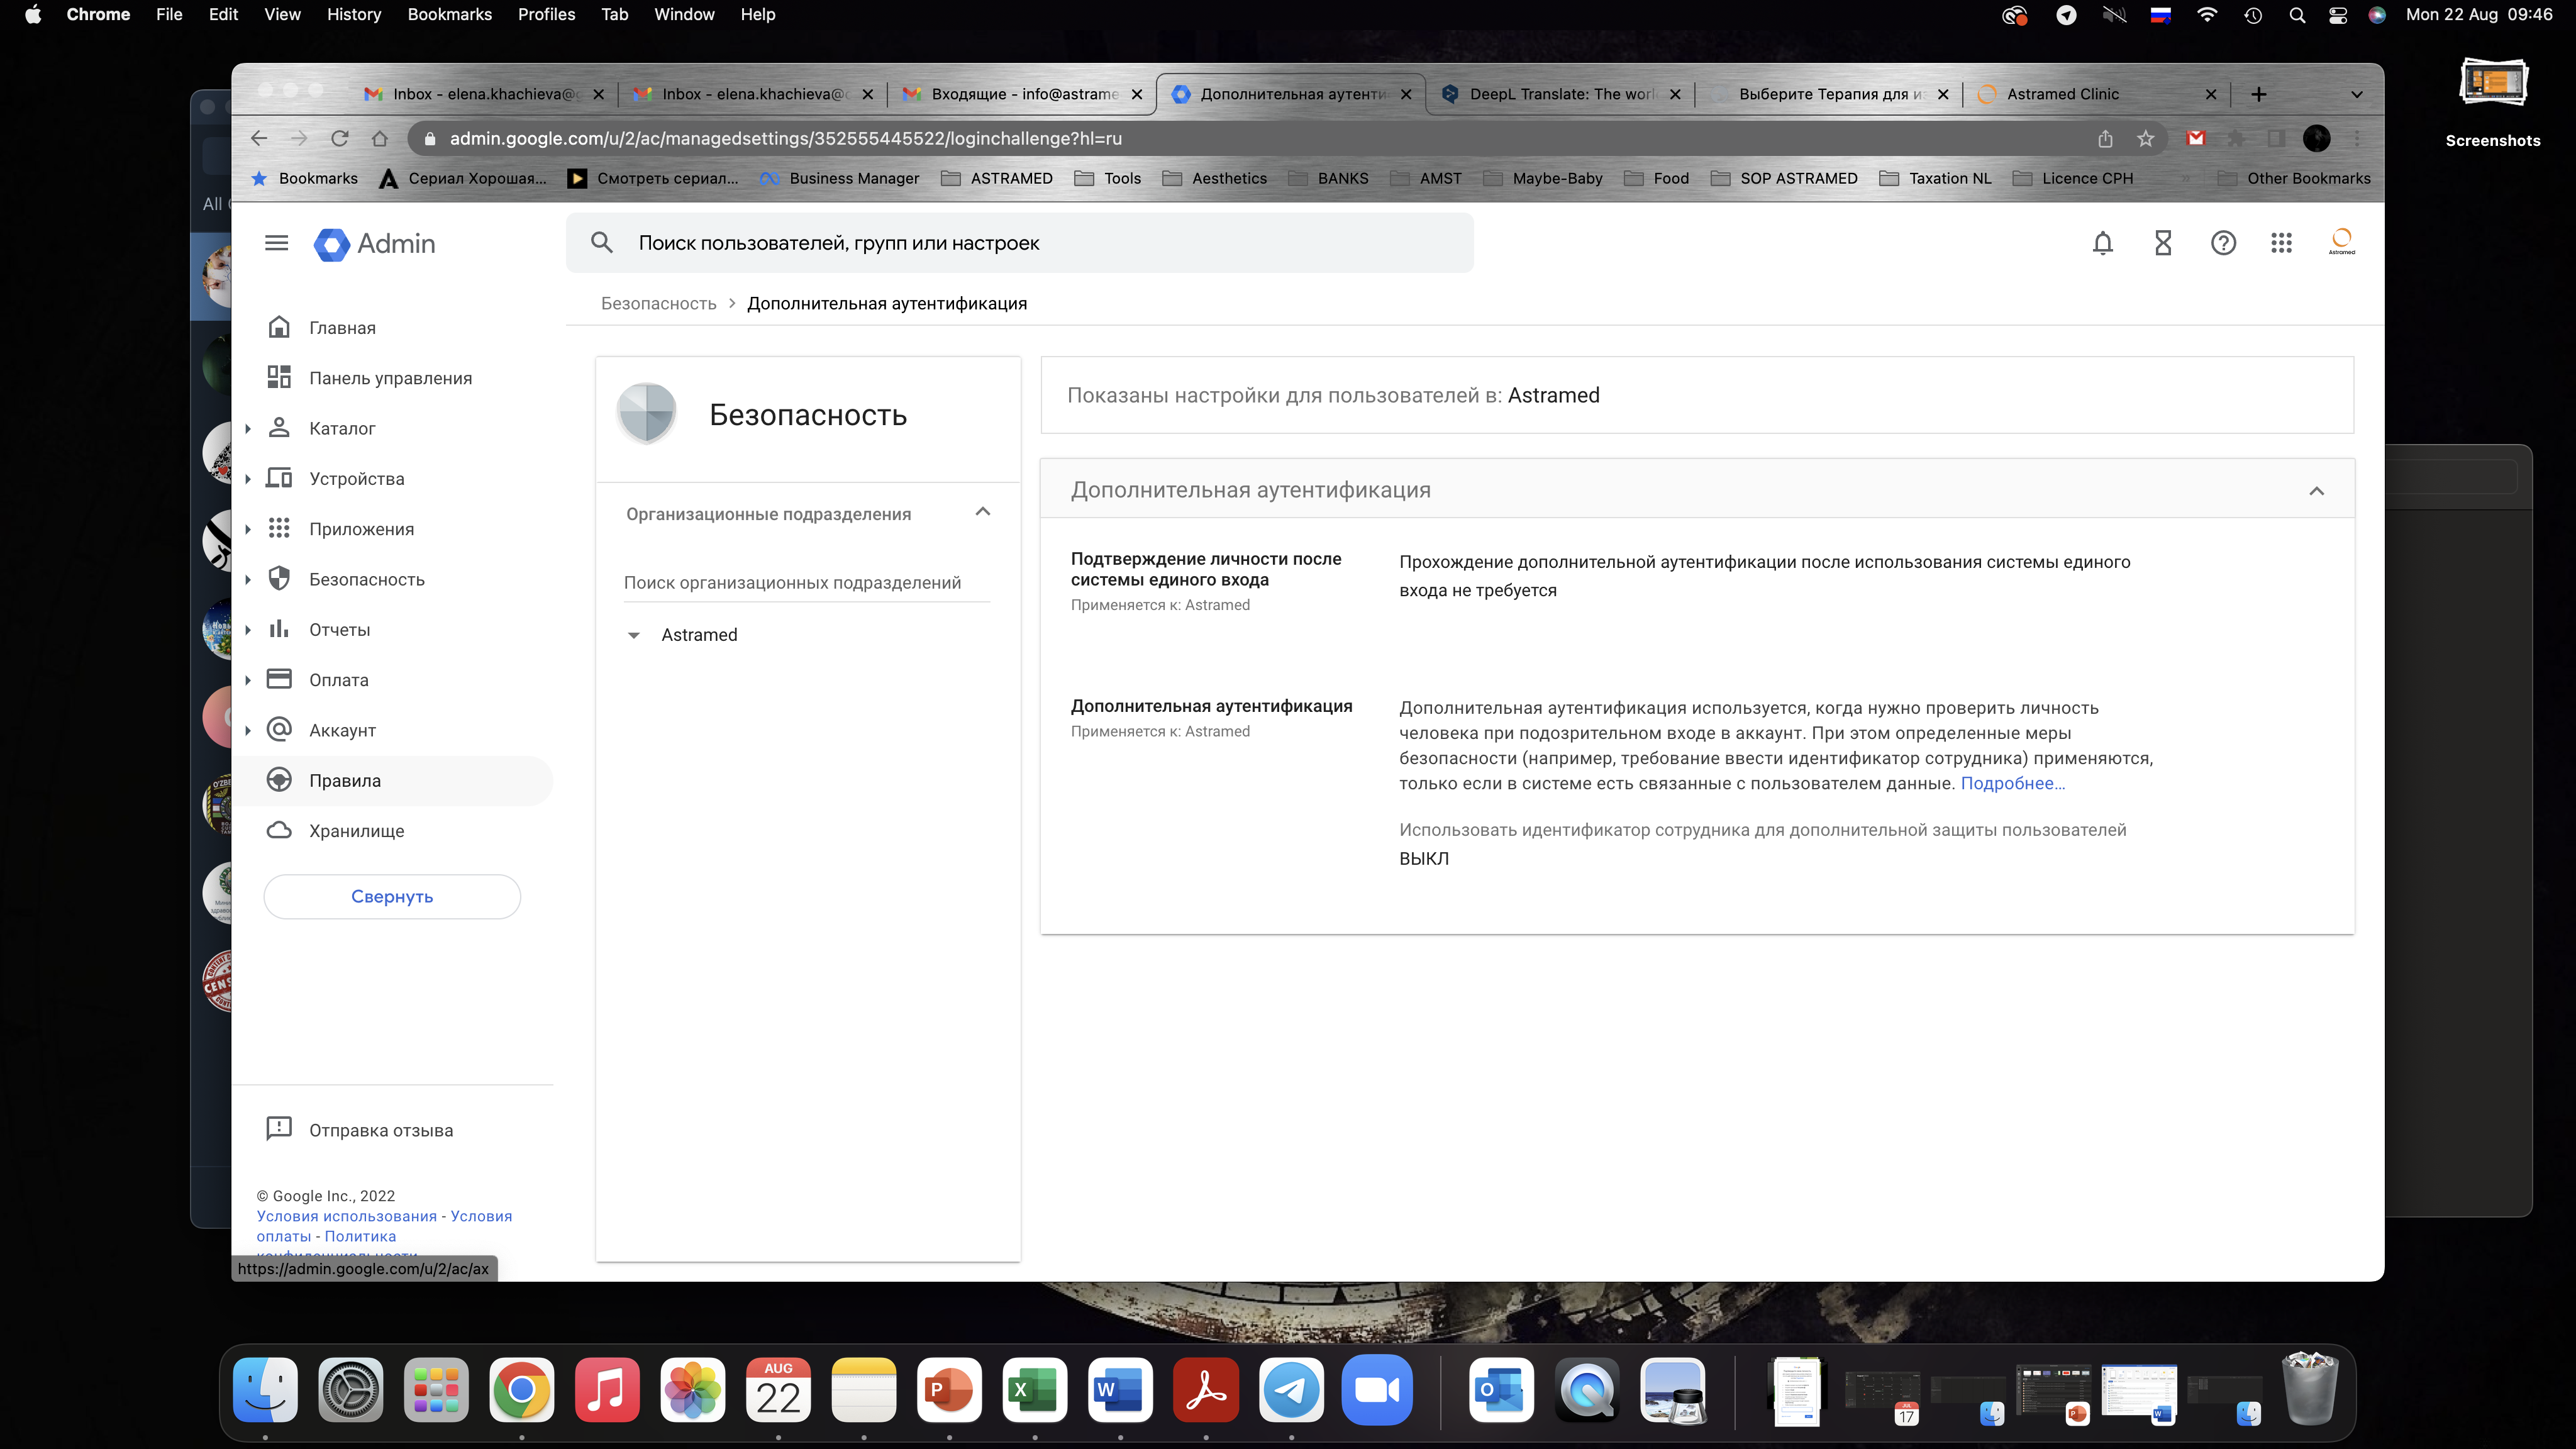 Chrome File Edit View History Bookmarks Profiles Tab Window Help
Mon 22 Aug 09:46
Screenshots
Inbox - elena.khachieva@
Inbox - elena.khachieva@
Входящие - info@astrame
Дополнительная аутенти
DeepL Translate: The worl
Выберите Терапия для и
Astramed Clinic
admin.google.com/u/2/ac/managedsettings/352555445522/loginchallenge?hl=ru
Bookmarks
Сериал Хорошая...
Смотреть сериал...
Business Manager
ASTRAMED
Tools
Aesthetics
BANKS
AMST
Maybe-Baby
Food
SOP ASTRAMED
Taxation NL
Licence CPH
Other Bookmarks
All
Admin
Поиск пользователей, групп или настроек
Astramed
Безопасность > Дополнительная аутентификация
Главная
Панель управления
Каталог
Устройства
Приложения
Безопасность
Отчеты
Оплата
Аккаунт
Правила
Хранилище
Свернуть
Отправка отзыва
© Google Inc., 2022
Условия использования - Условия
оплаты - Политика
конфиденциальности
https://admin.google.com/u/2/ac/ax
Безопасность
Организационные подразделения
Поиск организационных подразделений
Astramed
Показаны настройки для пользователей в: Astramed
Дополнительная аутентификация
Подтверждение личности после
системы единого входа
Применяется к: Astramed
Прохождение дополнительной аутентификации после использования системы единого
входа не требуется
Дополнительная аутентификация
Применяется к: Astramed
Дополнительная аутентификация используется, когда нужно проверить личность
человека при подозрительном входе в аккаунт. При этом определенные меры
безопасности (например, требование ввести идентификатор сотрудника) применяются,
только если в системе есть связанные с пользователем данные. Подробнее…
Использовать идентификатор сотрудника для дополнительной защиты пользователей
ВЫКЛ
AUG
22
P
X
W
O
JUL
17
P
W